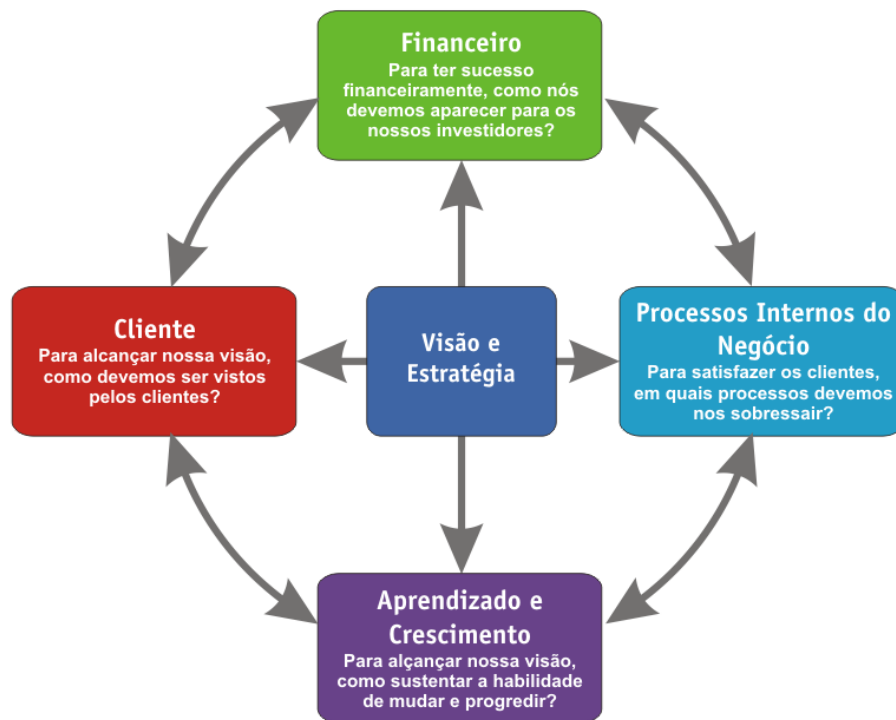 Financeiro
Para ter sucesso
financeiramente, como nós
devemos aparecer para os
nossos investidores?
Cliente
Para alcançar nossa visão,
como devemos ser vistos
pelos clientes?
Visão e
Estratégia
Processos Internos do
Negócio
Para satisfazer os clientes,
em quais processos devemos
nos sobressair?
Aprendizado e
Crescimento
Para alçançar nossa visão,
como sustentar a habilidade
de mudar e progredir?